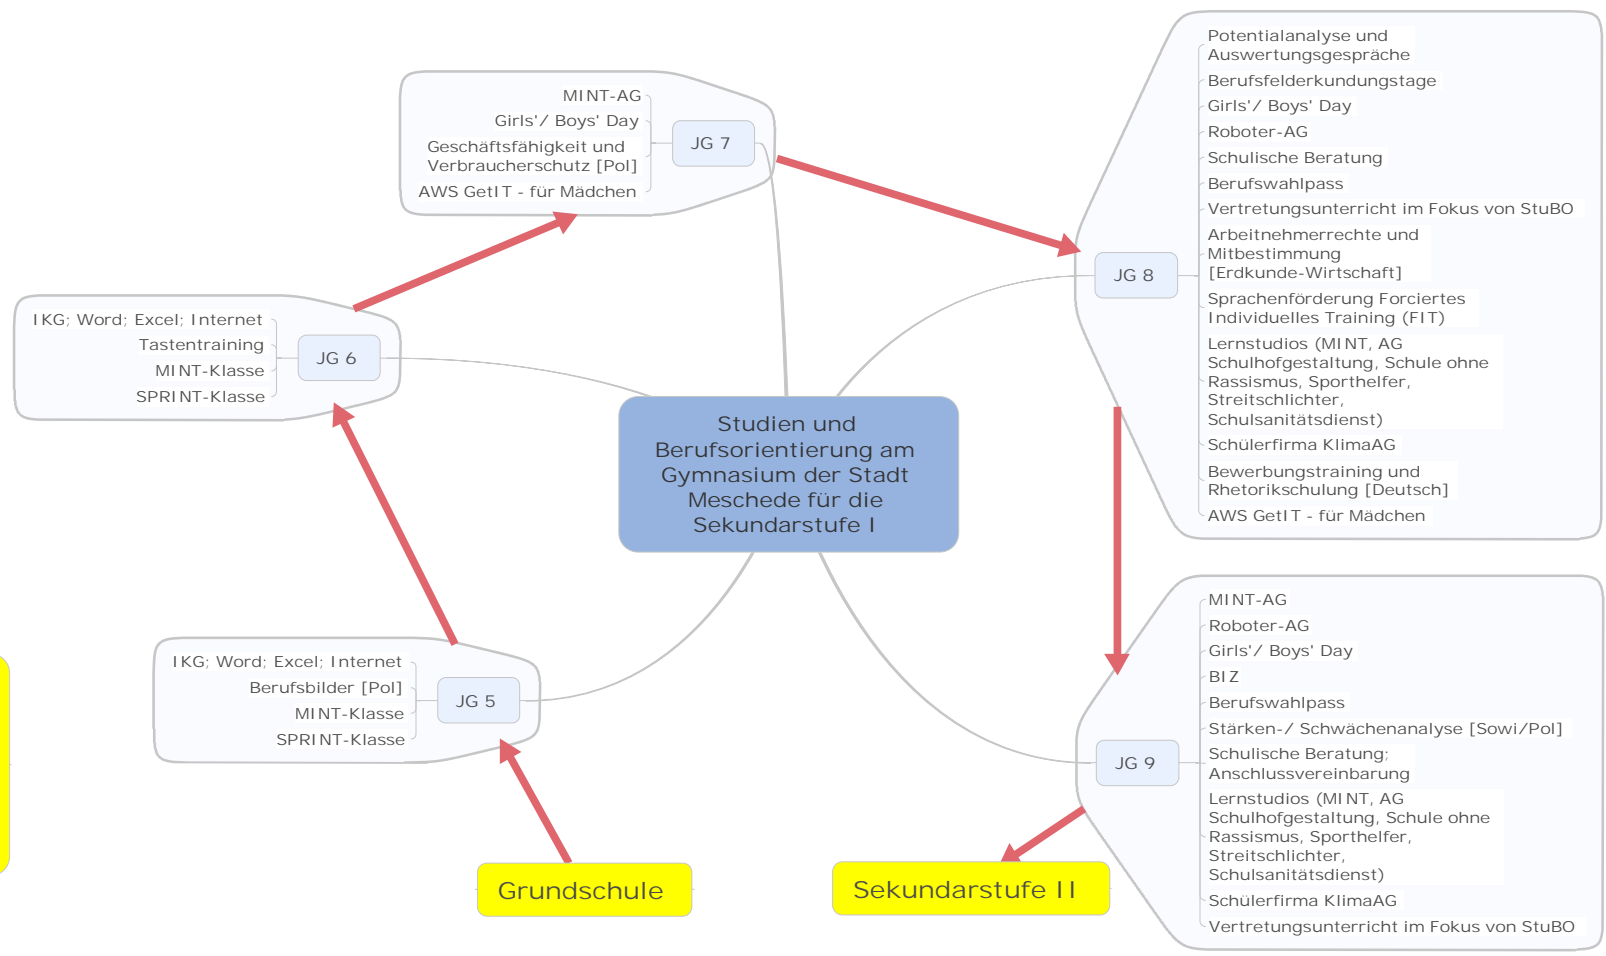 Studien und
Berufsorientierung am
Gymnasium der Stadt
Meschede für die
Sekundarstufe I
Grundschule
JG 5
IKG; Word; Excel; Internet
Berufsbilder [Pol]
MINT-Klasse
SPRINT-Klasse
JG 6
IKG; Word; Excel; Internet
Tastentraining
MINT-Klasse
SPRINT-Klasse
JG 7
MINT-AG
Girls'/ Boys' Day
Geschäftsfähigkeit und
Verbraucherschutz [Pol]
AWS GetIT - für Mädchen
JG 8
Potentialanalyse und
Auswertungsgespräche
Berufsfelderkundungstage
Girls'/ Boys' Day
Roboter-AG
Schulische Beratung
Berufswahlpass
Vertretungsunterricht im Fokus von StuBO
Arbeitnehmerrechte und
Mitbestimmung
[Erdkunde-Wirtschaft]
Sprachenförderung Forciertes
Individuelles Training (FIT)
Lernstudios (MINT, AG
Schulhofgestaltung, Schule ohne
Rassismus, Sporthelfer,
Streitschlichter,
Schulsanitätsdienst)
Schülerfirma KlimaAG
Bewerbungstraining und
Rhetorikschulung [Deutsch]
AWS GetIT - für Mädchen
JG 9
MINT-AG
Roboter-AG
Girls'/ Boys' Day
BIZ
Berufswahlpass
Stärken-/ Schwächenanalyse [Sowi/Pol]
Schulische Beratung;
Anschlussvereinbarung
Lernstudios (MINT, AG
Schulhofgestaltung, Schule ohne
Rassismus, Sporthelfer,
Streitschlichter,
Schulsanitätsdienst)
Schülerfirma KlimaAG
Vertretungsunterricht im Fokus von StuBO
Sekundarstufe II